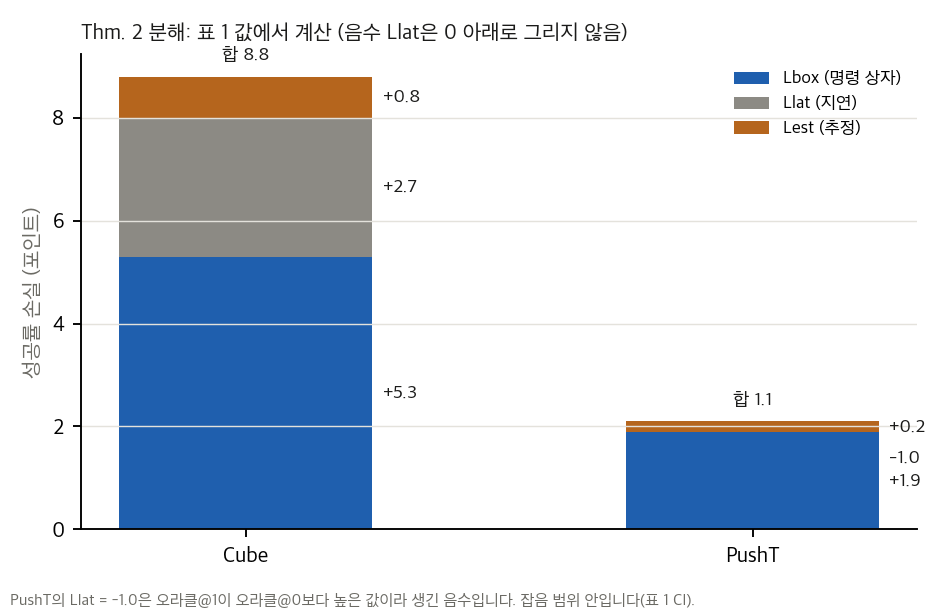 Thm. 2 분해: 표 1 값에서 계산 (음수 Llat은 0 아래로 그리지 않음)
합 8.8
Lbox (명령 상자)
Llat (지연)
Lest (추정)
+0.8
+2.7
+5.3
합 1.1
+0.2
-1.0
+1.9
성공률 손실 (포인트)
8
6
4
2
0
Cube
PushT
PushT의 Llat = -1.0은 오라클@1이 오라클@0보다 높은 값이라 생긴 음수입니다. 잡음 범위 안입니다(표 1 CI).